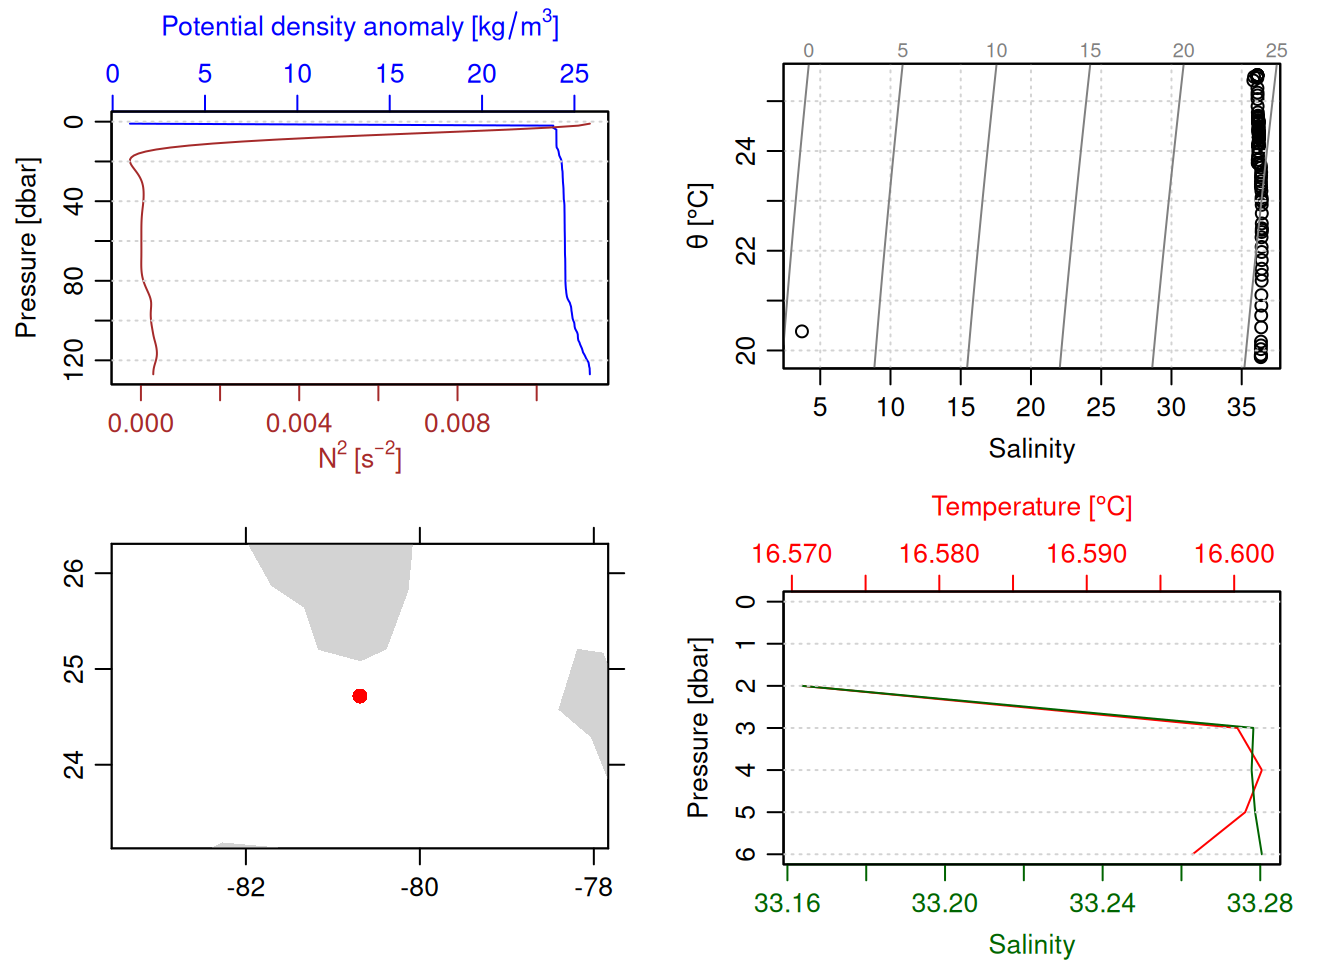 Potential density anomaly [kg/m³]
0 5 10 15 20 25
Pressure [dbar]
0 40 80 120
0.000 0.004 0.008
N² [s⁻²]
0 5 10 15 20 25
θ [°C]
20 22 24
5 10 15 20 25 30 35
Salinity
24 25 26
-82 -80 -78
Temperature [°C]
16.570 16.580 16.590 16.600
Pressure [dbar]
0 1 2 3 4 5 6
33.16 33.20 33.24 33.28
Salinity